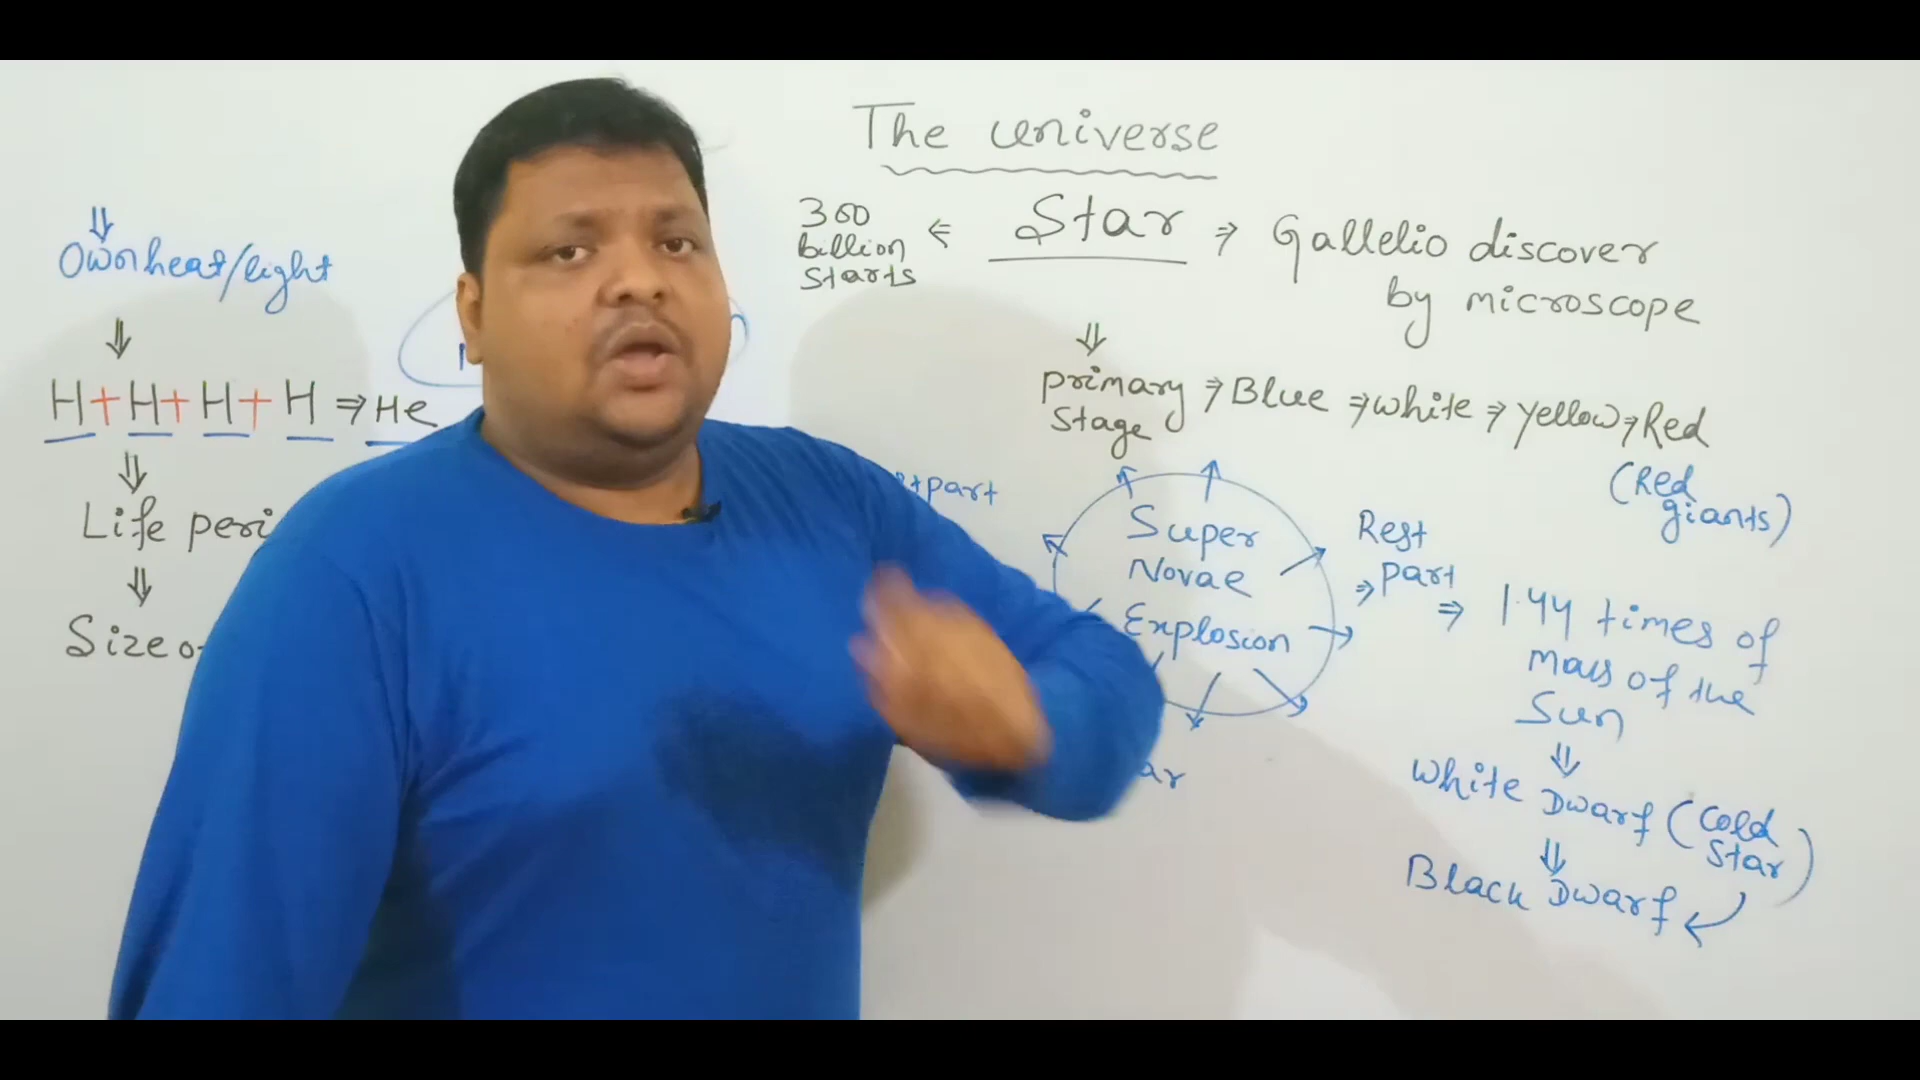 The universe
Star ⇒ Gallelio discover
by microscope
300
billion
Starts
⇐
⇓
Own heat/light
⇓
H + H + H + H ⇒ He
⇓
Life peri
⇓
Size o
⇓
primary ⇒ Blue ⇒ white ⇒ yellow ⇒ Red
Stage
(Red
giants)
part
Super
Novae
Explosion
Rest
⇒ part
⇒ 1.44 times of
mass of the
Sun
⇓
White Dwarf (Cold
Star)
⇓
Black Dwarf
ar